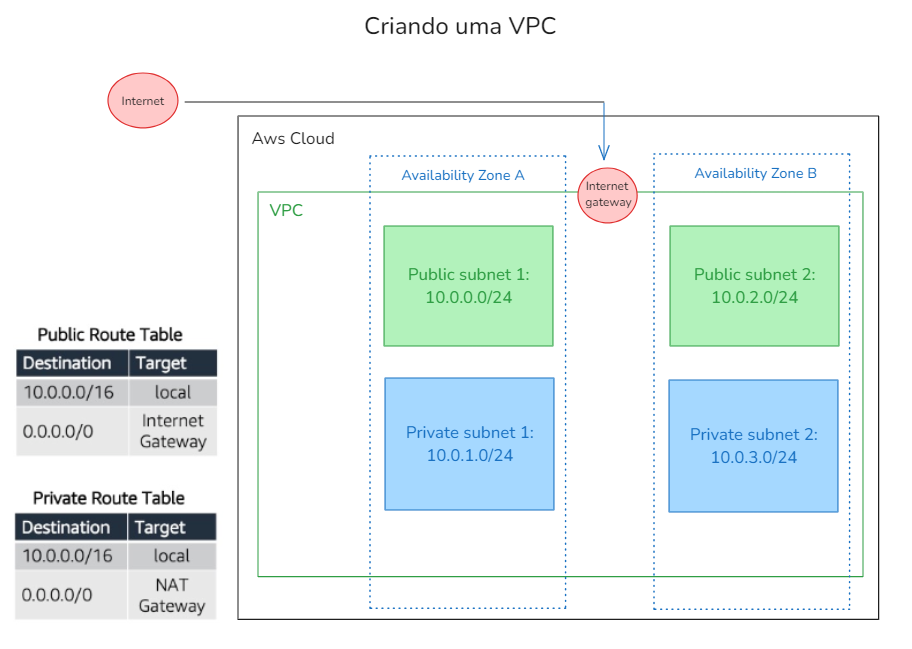 Criando uma VPC
Internet
Aws Cloud
Availability Zone A
Availability Zone B
Internet
gateway
VPC
Public subnet 1:
10.0.0.0/24
Public subnet 2:
10.0.2.0/24
Private subnet 1:
10.0.1.0/24
Private subnet 2:
10.0.3.0/24
Public Route Table
Destination Target
10.0.0.0/16 local
0.0.0.0/0 Internet
Gateway
Private Route Table
Destination Target
10.0.0.0/16 local
0.0.0.0/0 NAT
Gateway